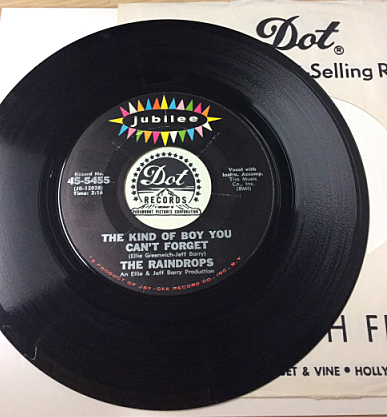 Dot®
-Selling R
jubilee
Record No.
45-5455
(JB-12028)
Time: 2:16
Vocal with
Instru. Accomp.
Trio Music
Co., Inc.
(BMI)
Dot
RECORDS
PARAMOUNT PICTURES CORPORATION
THE KIND OF BOY YOU
CAN'T FORGET
(Ellie Greenwich-Jeff Barry)
THE RAINDROPS
An Ellie & Jeff Barry Production
A PRODUCT OF JAY-GEE RECORD CO. INC., N.Y.
H F
ET & VINE • HOLLY